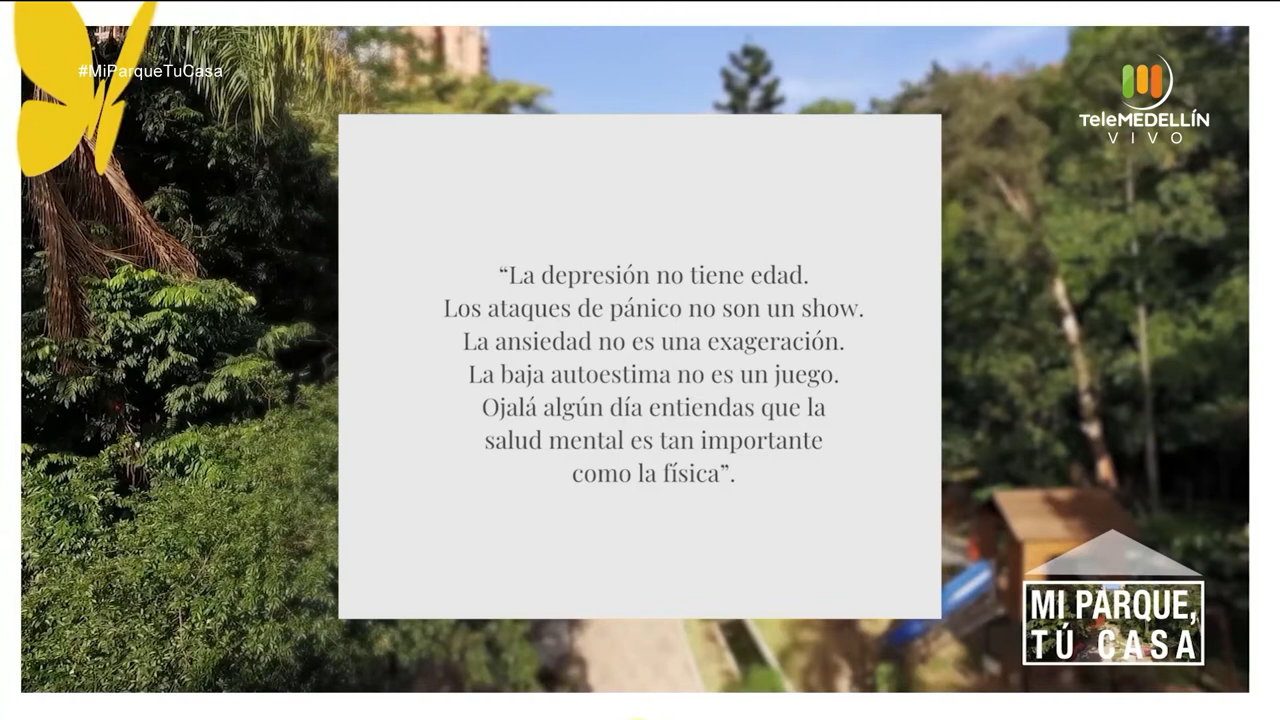 #MiParqueTuCasa
TeleMEDELLÍN
VIVO
“La depresión no tiene edad.
Los ataques de pánico no son un show.
La ansiedad no es una exageración.
La baja autoestima no es un juego.
Ojalá algún día entiendas que la
salud mental es tan importante
como la física”.
MI PARQUE,
TÚ CASA